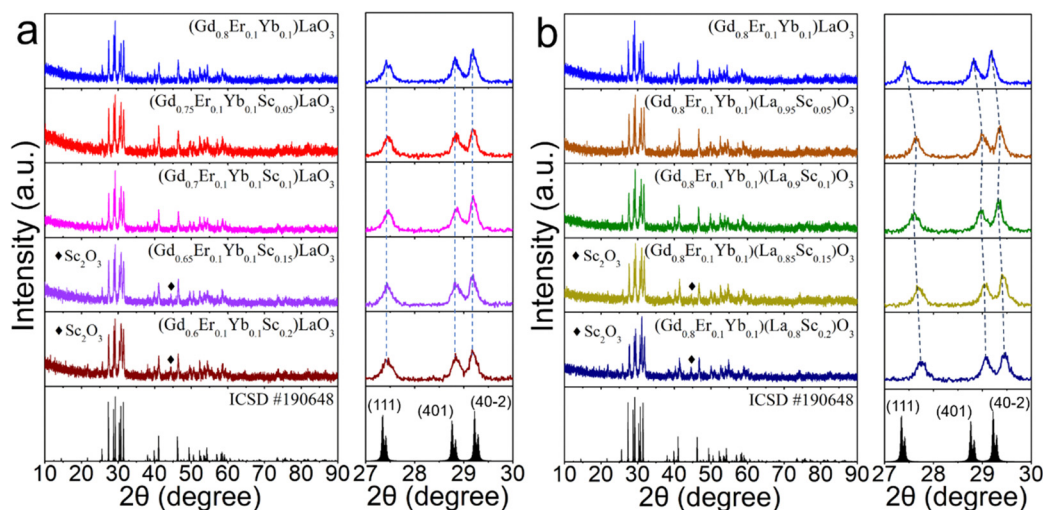 a
Intensity (a.u.)
(Gd0.8Er0.1Yb0.1)LaO3
(Gd0.75Er0.1Yb0.1Sc0.05)LaO3
(Gd0.7Er0.1Yb0.1Sc0.1)LaO3
♦Sc2O3 (Gd0.65Er0.1Yb0.1Sc0.15)LaO3
♦
♦Sc2O3 (Gd0.6Er0.1Yb0.1Sc0.2)LaO3
♦
ICSD #190648
10 20 30 40 50 60 70 80 90
2θ (degree)
(111) (401) (40-2)
27 28 29 30
2θ (degree)
b
Intensity (a.u.)
(Gd0.8Er0.1Yb0.1)LaO3
(Gd0.8Er0.1Yb0.1)(La0.95Sc0.05)O3
(Gd0.8Er0.1Yb0.1)(La0.9Sc0.1)O3
♦Sc2O3 (Gd0.8Er0.1Yb0.1)(La0.85Sc0.15)O3
♦
♦Sc2O3 (Gd0.8Er0.1Yb0.1)(La0.8Sc0.2)O3
♦
ICSD #190648
10 20 30 40 50 60 70 80 90
2θ (degree)
(111) (401) (40-2)
27 28 29 30
2θ (degree)